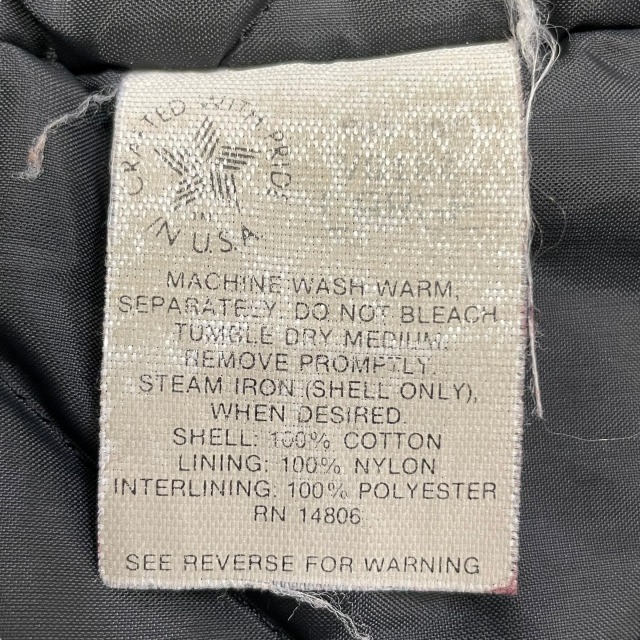 CRAFTED WITH PRIDE
IN U.S.A.
MACHINE WASH WARM,
SEPARATELY. DO NOT BLEACH
TUMBLE DRY MEDIUM.
REMOVE PROMPTLY.
STEAM IRON (SHELL ONLY),
WHEN DESIRED
SHELL: 100% COTTON
LINING: 100% NYLON
INTERLINING: 100% POLYESTER
RN 14806
SEE REVERSE FOR WARNING